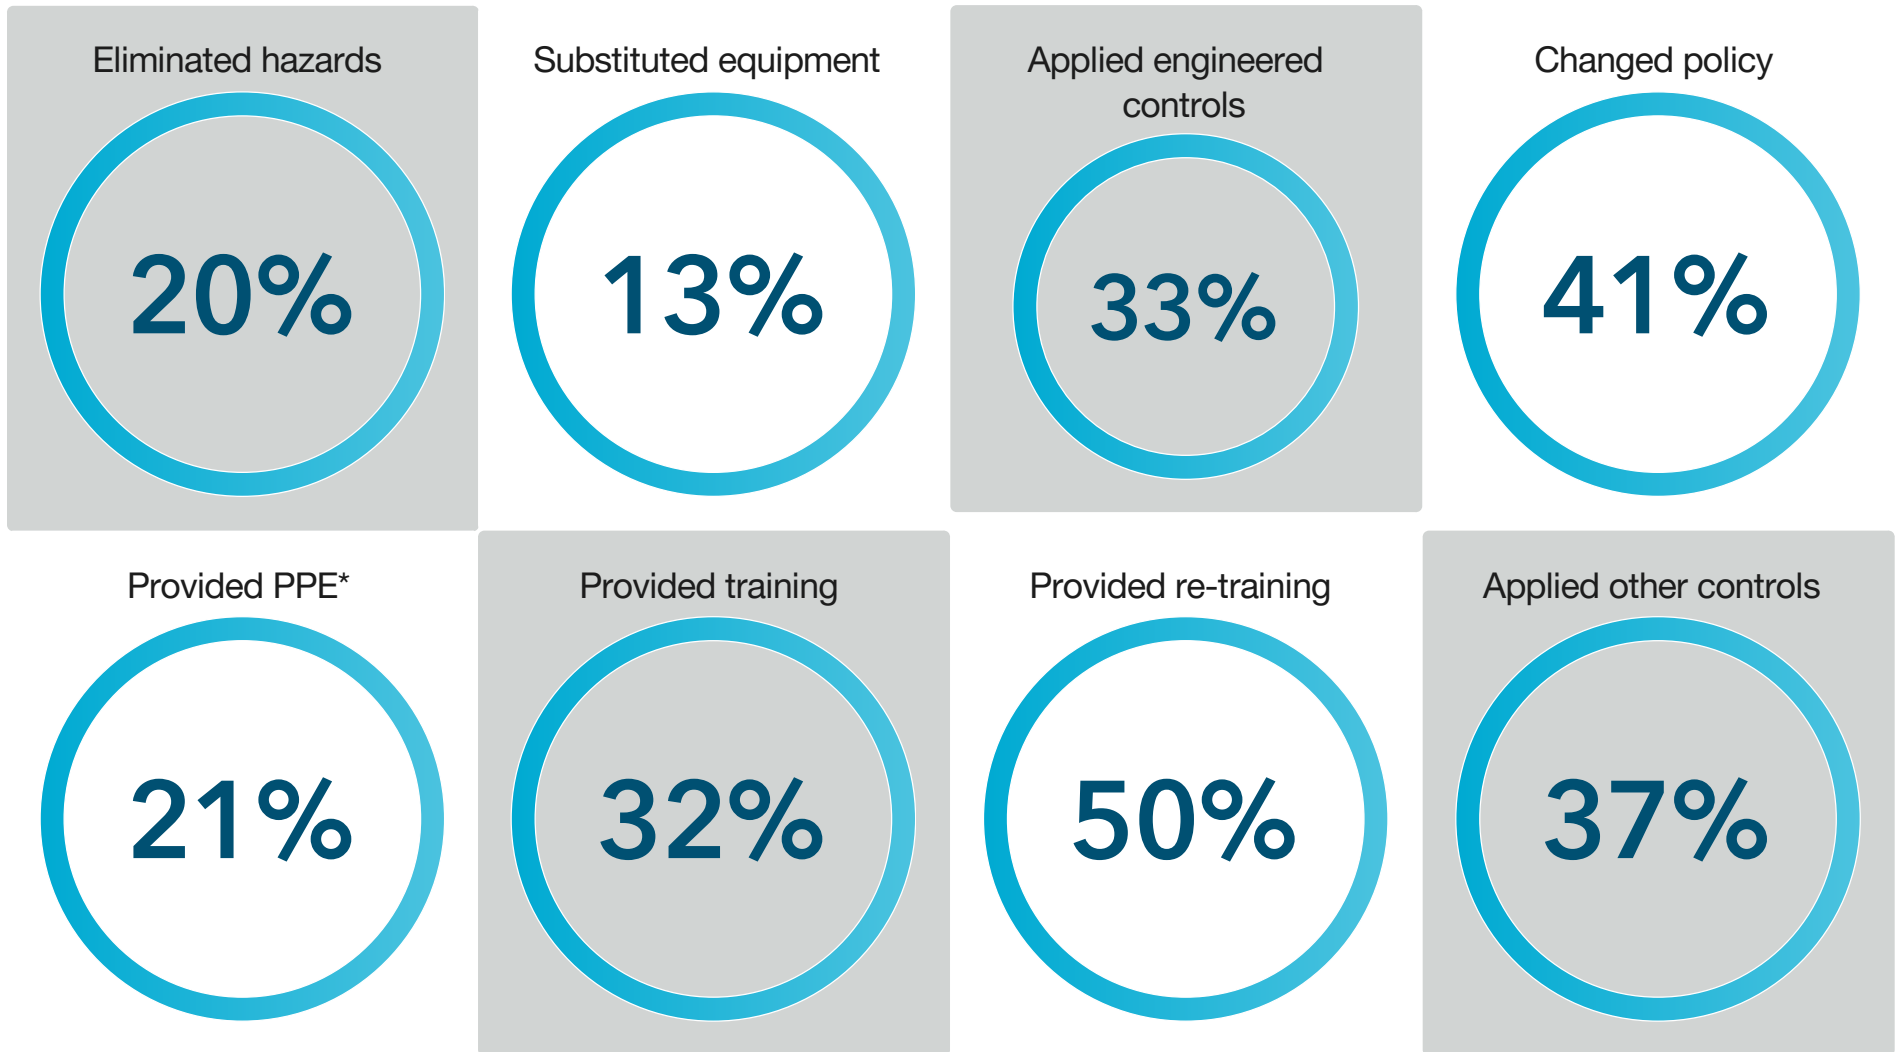 Eliminated hazards
20%
Substituted equipment
13%
Applied engineered
controls
33%
Changed policy
41%
Provided PPE*
21%
Provided training
32%
Provided re-training
50%
Applied other controls
37%